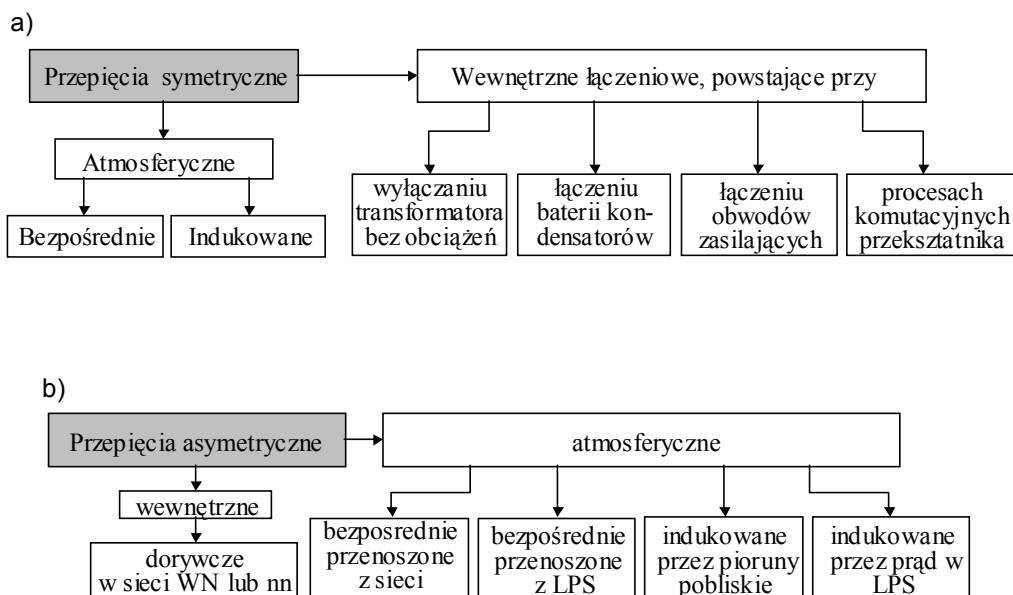 a)
Przepięcia symetryczne
Wewnętrzne łączeniowe, powstające przy
Atmosferyczne
Bezpośrednie
Indukowane
wyłączaniu
transformatora
bez obciążeń
łączeniu
baterii kon-
densatorów
łączeniu
obwodów
zasilających
procesach
komutacyjnych
przeksztatnika
b)
Przepięcia asymetryczne
atmosferyczne
wewnętrzne
dorywcze
w sieci WN lub nn
bezposrednie
przenoszone
z sieci
bezpośrednie
przenoszone
z LPS
indukowane
przez pioruny
pobliskie
indukowane
przez prąd w
LPS